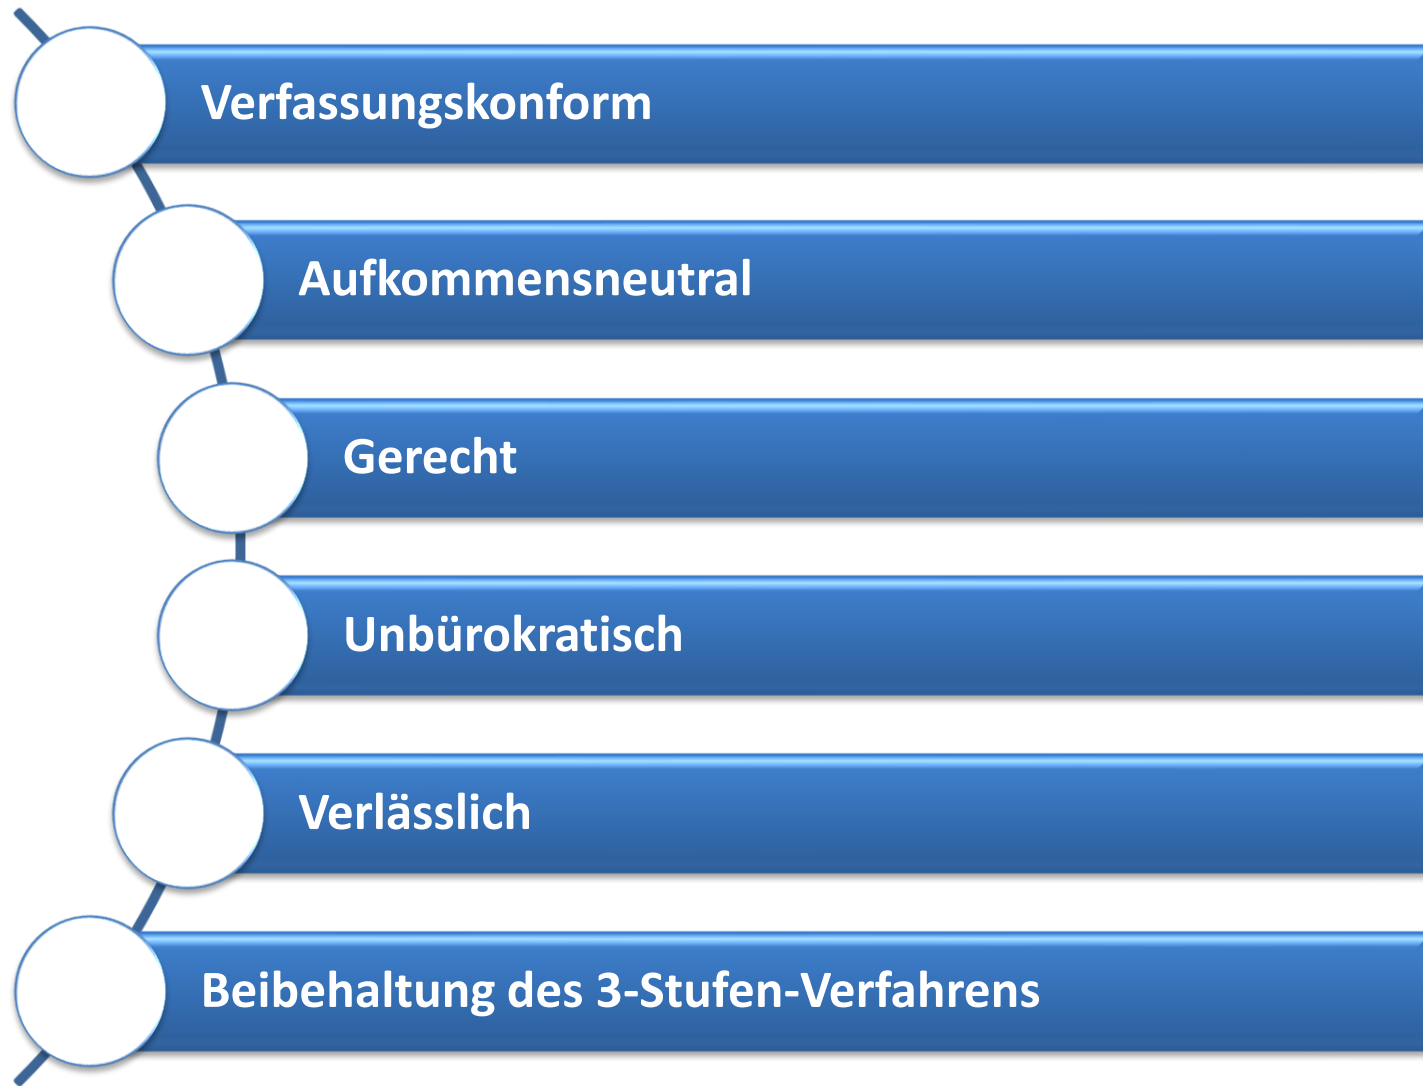 Verfassungskonform
Aufkommensneutral
Gerecht
Unbürokratisch
Verlässlich
Beibehaltung des 3-Stufen-Verfahrens